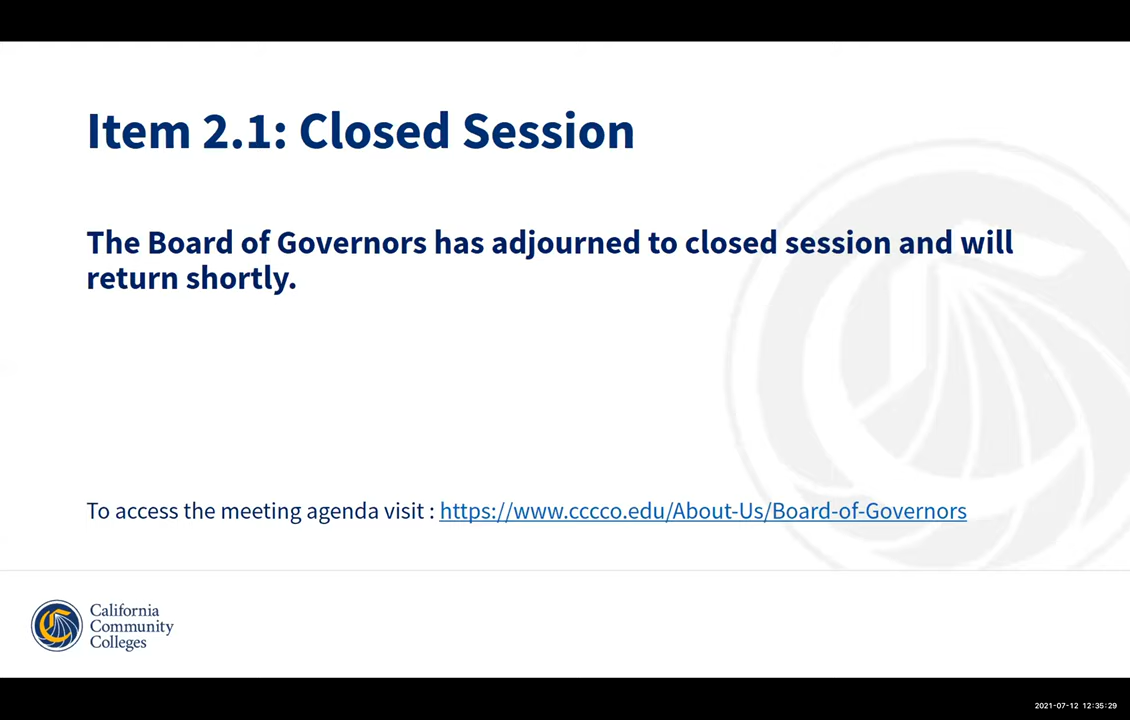 Item 2.1: Closed Session
The Board of Governors has adjourned to closed session and will
return shortly.
To access the meeting agenda visit : https://www.cccco.edu/About-Us/Board-of-Governors
California
Community
Colleges
2021-07-12 12:35:29